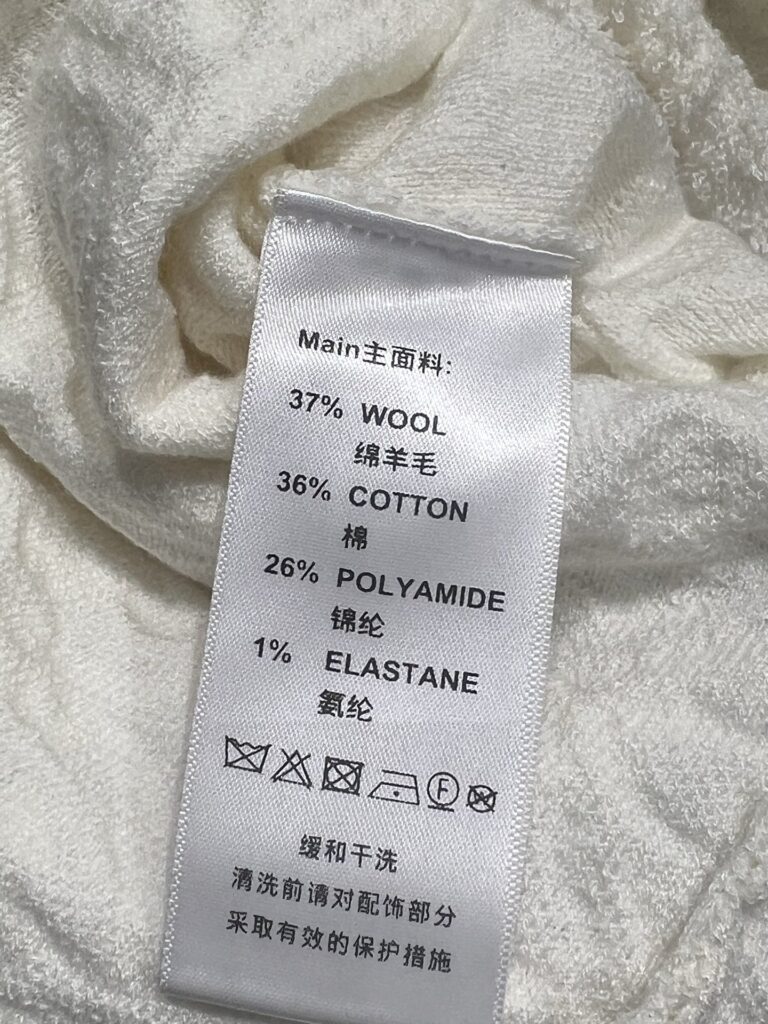 Main主面料:
37% WOOL
绵羊毛
36% COTTON
棉
26% POLYAMIDE
锦纶
1% ELASTANE
氨纶
F W
缓和干洗
清洗前请对配饰部分
采取有效的保护措施